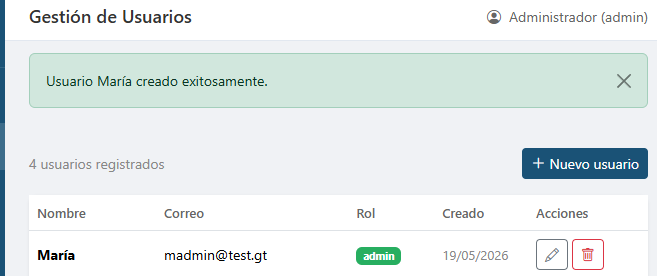 Gestión de Usuarios
Administrador (admin)
Usuario María creado exitosamente.
4 usuarios registrados
+ Nuevo usuario
Nombre Correo Rol Creado Acciones
María madmin@test.gt admin 19/05/2026